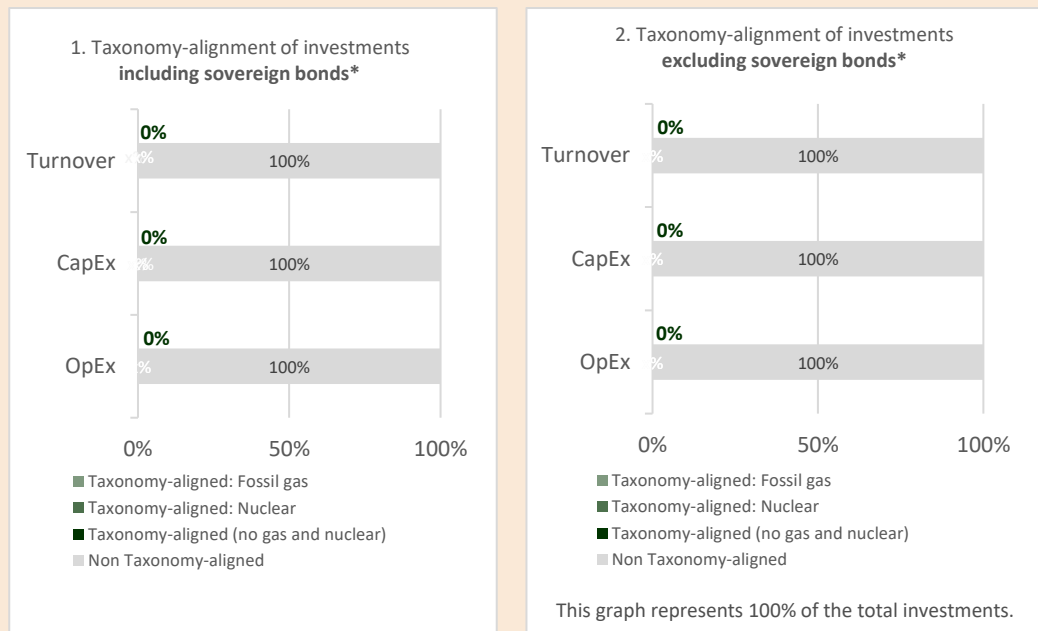 1. Taxonomy-alignment of investments
including sovereign bonds*
0%
Turnover
100%
0%
CapEx
100%
0%
OpEx
%
100%
0%
50%
100%
Taxonomy-aligned: Fossil gas
Taxonomy-aligned: Nuclear
Taxonomy-aligned (no gas and nuclear)
Non Taxonomy-aligned
2. Taxonomy-alignment of investments
excluding sovereign bonds*
0%
Turnover
%
100%
0%
CapEx
%
100%
0%
OpEx
%
100%
0%
50%
100%
Taxonomy-aligned: Fossil gas
Taxonomy-aligned: Nuclear
Taxonomy-aligned (no gas and nuclear)
Non Taxonomy-aligned
This graph represents 100% of the total investments.